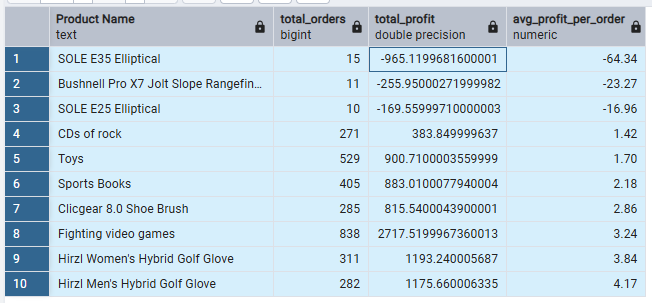 Product Name total_orders total_profit avg_profit_per_order
text bigint double precision numeric
1 SOLE E35 Elliptical 15 -965.1199681600001 -64.34
2 Bushnell Pro X7 Jolt Slope Rangefin... 11 -255.95000271999982 -23.27
3 SOLE E25 Elliptical 10 -169.55999710000003 -16.96
4 CDs of rock 271 383.849999637 1.42
5 Toys 529 900.7100003559999 1.70
6 Sports Books 405 883.0100077940004 2.18
7 Clicgear 8.0 Shoe Brush 285 815.5400043900001 2.86
8 Fighting video games 838 2717.5199967360013 3.24
9 Hirzl Women's Hybrid Golf Glove 311 1193.240005687 3.84
10 Hirzl Men's Hybrid Golf Glove 282 1175.660006335 4.17